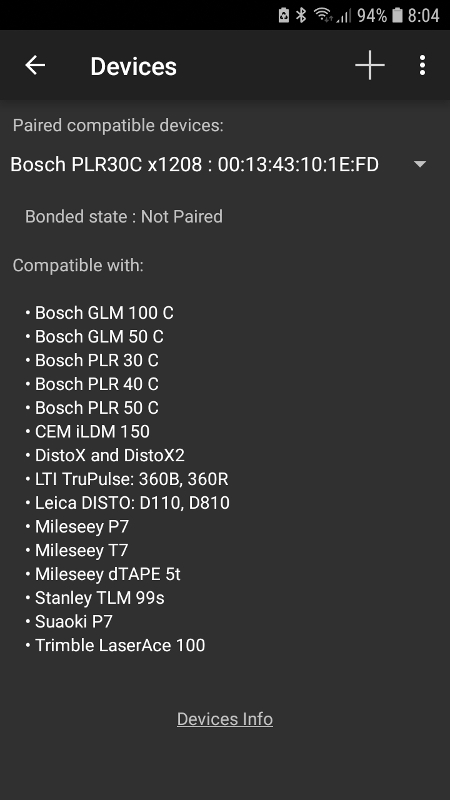 94% 8:04
Devices
Paired compatible devices:
Bosch PLR30C x1208 : 00:13:43:10:1E:FD
Bonded state : Not Paired
Compatible with:
• Bosch GLM 100 C
• Bosch GLM 50 C
• Bosch PLR 30 C
• Bosch PLR 40 C
• Bosch PLR 50 C
• CEM iLDM 150
• DistoX and DistoX2
• LTI TruPulse: 360B, 360R
• Leica DISTO: D110, D810
• Mileseey P7
• Mileseey T7
• Mileseey dTAPE 5t
• Stanley TLM 99s
• Suaoki P7
• Trimble LaserAce 100
Devices Info